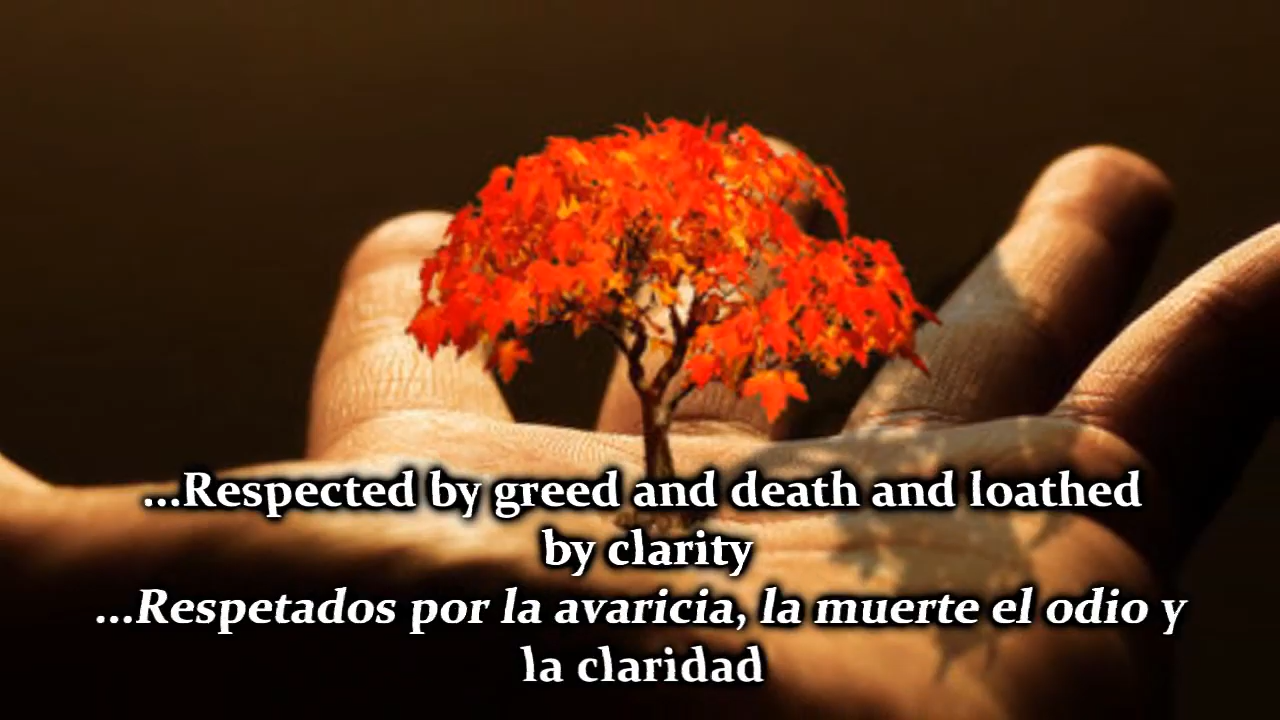 ...Respected by greed and death and loathed
by clarity
...Respetados por la avaricia, la muerte el odio y
la claridad